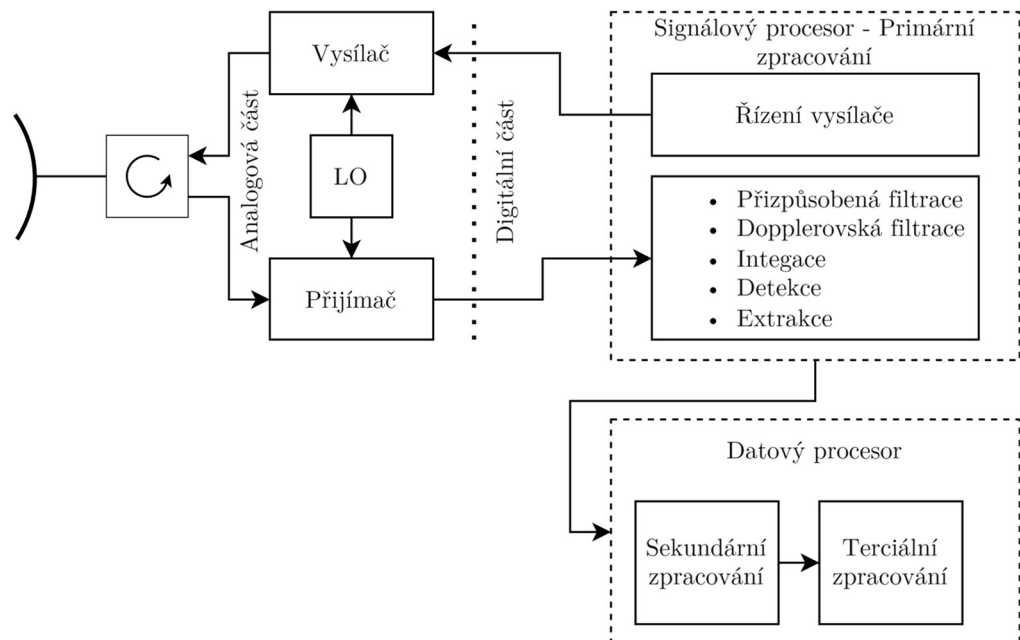 Vysílač
Analogová část
LO
Přijímač
Digitální část
Signálový procesor - Primární
zpracování
Řízení vysílače
• Přizpůsobená filtrace
• Dopplerovská filtrace
• Integace
• Detekce
• Extrakce
Datový procesor
Sekundární
zpracování
Terciální
zpracování